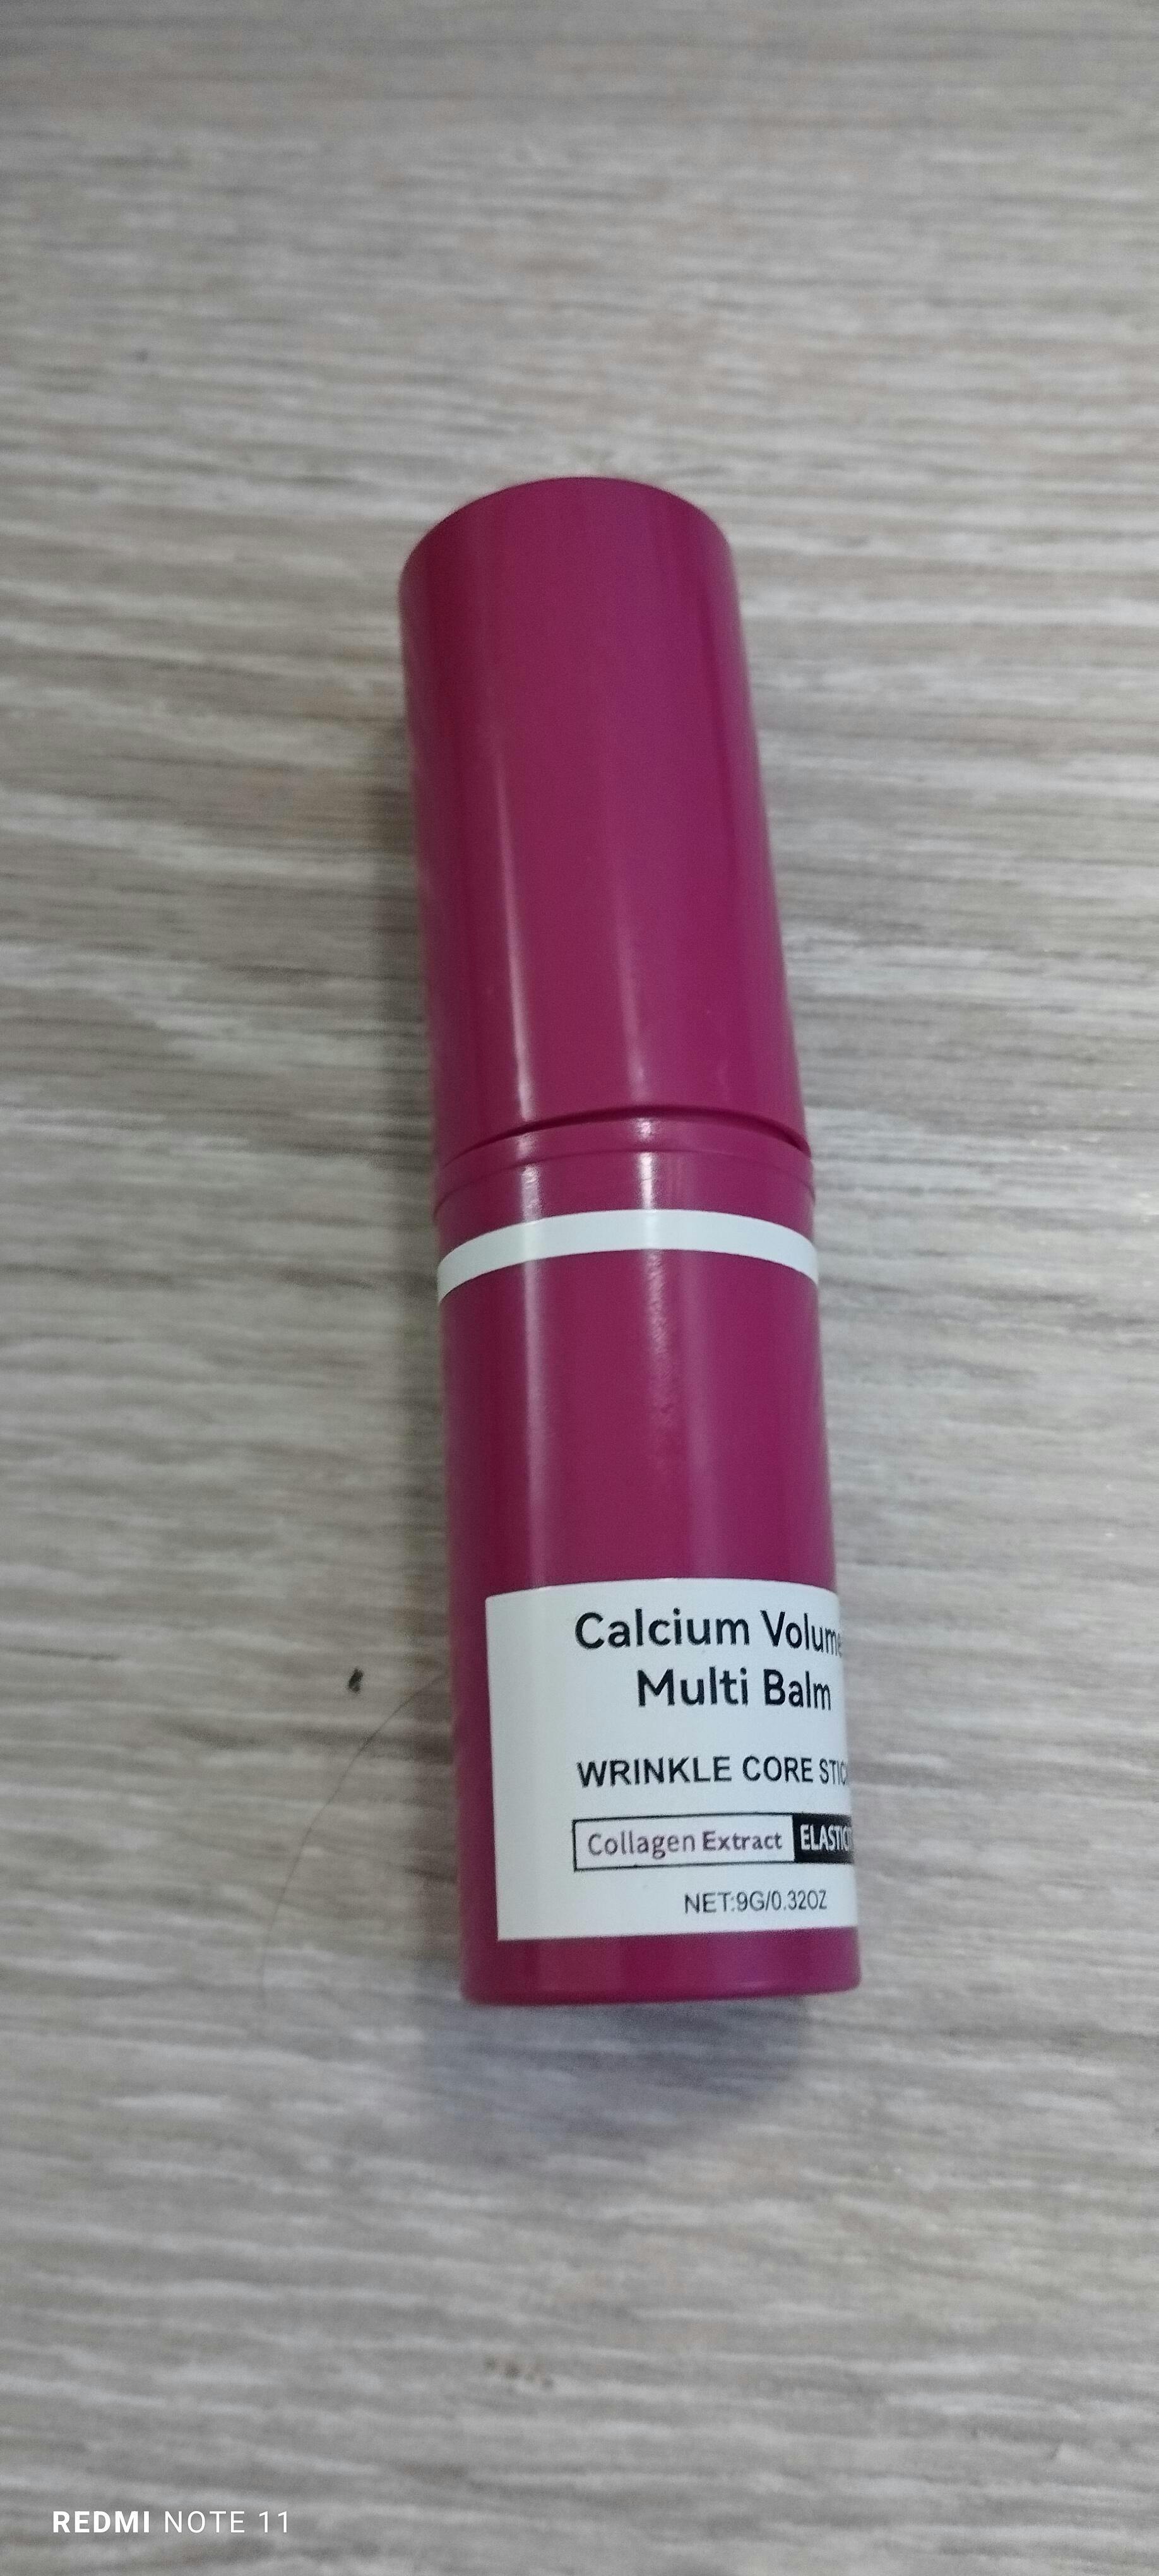 Calcium Volume
Multi Balm
WRINKLE CORE STICK
Collagen Extract
NET:9G/0.32OZ
REDMI NOTE 11